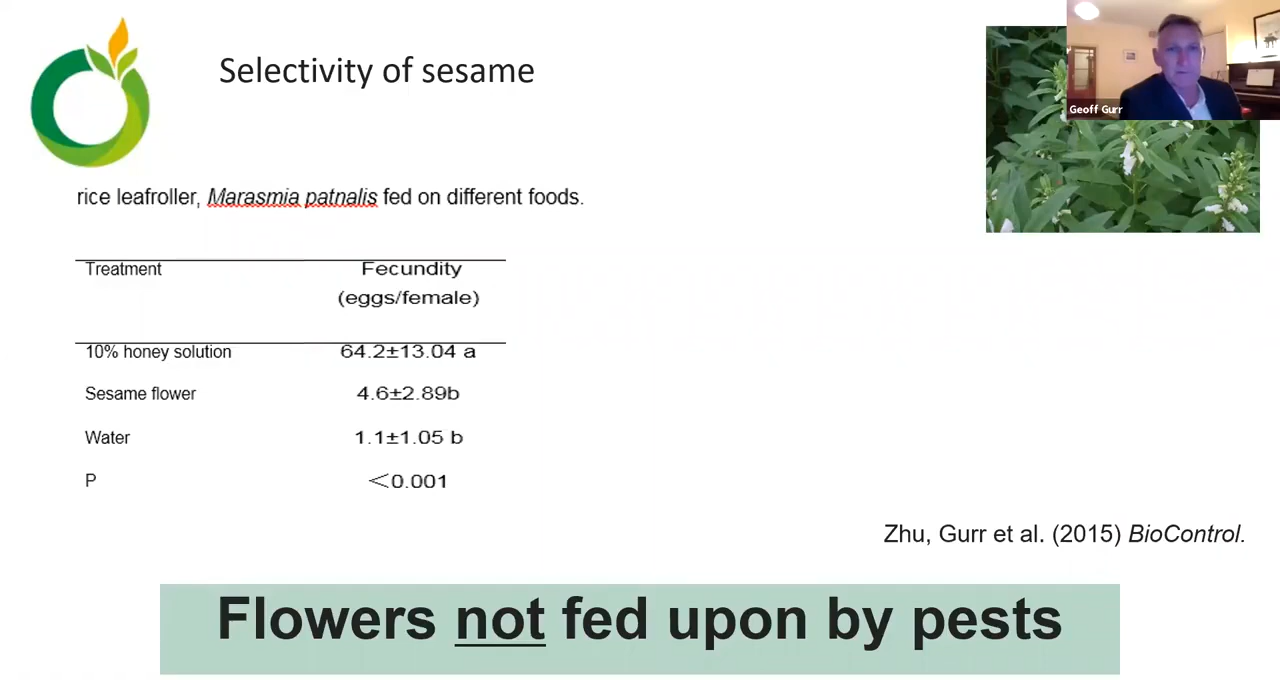 Selectivity of sesame
Geoff Gurr
rice leafroller, Marasmia patnalis fed on different foods.
Treatment Fecundity
(eggs/female)
10% honey solution 64.2±13.04 a
Sesame flower 4.6±2.89b
Water 1.1±1.05 b
P <0.001
Zhu, Gurr et al. (2015) BioControl.
Flowers not fed upon by pests